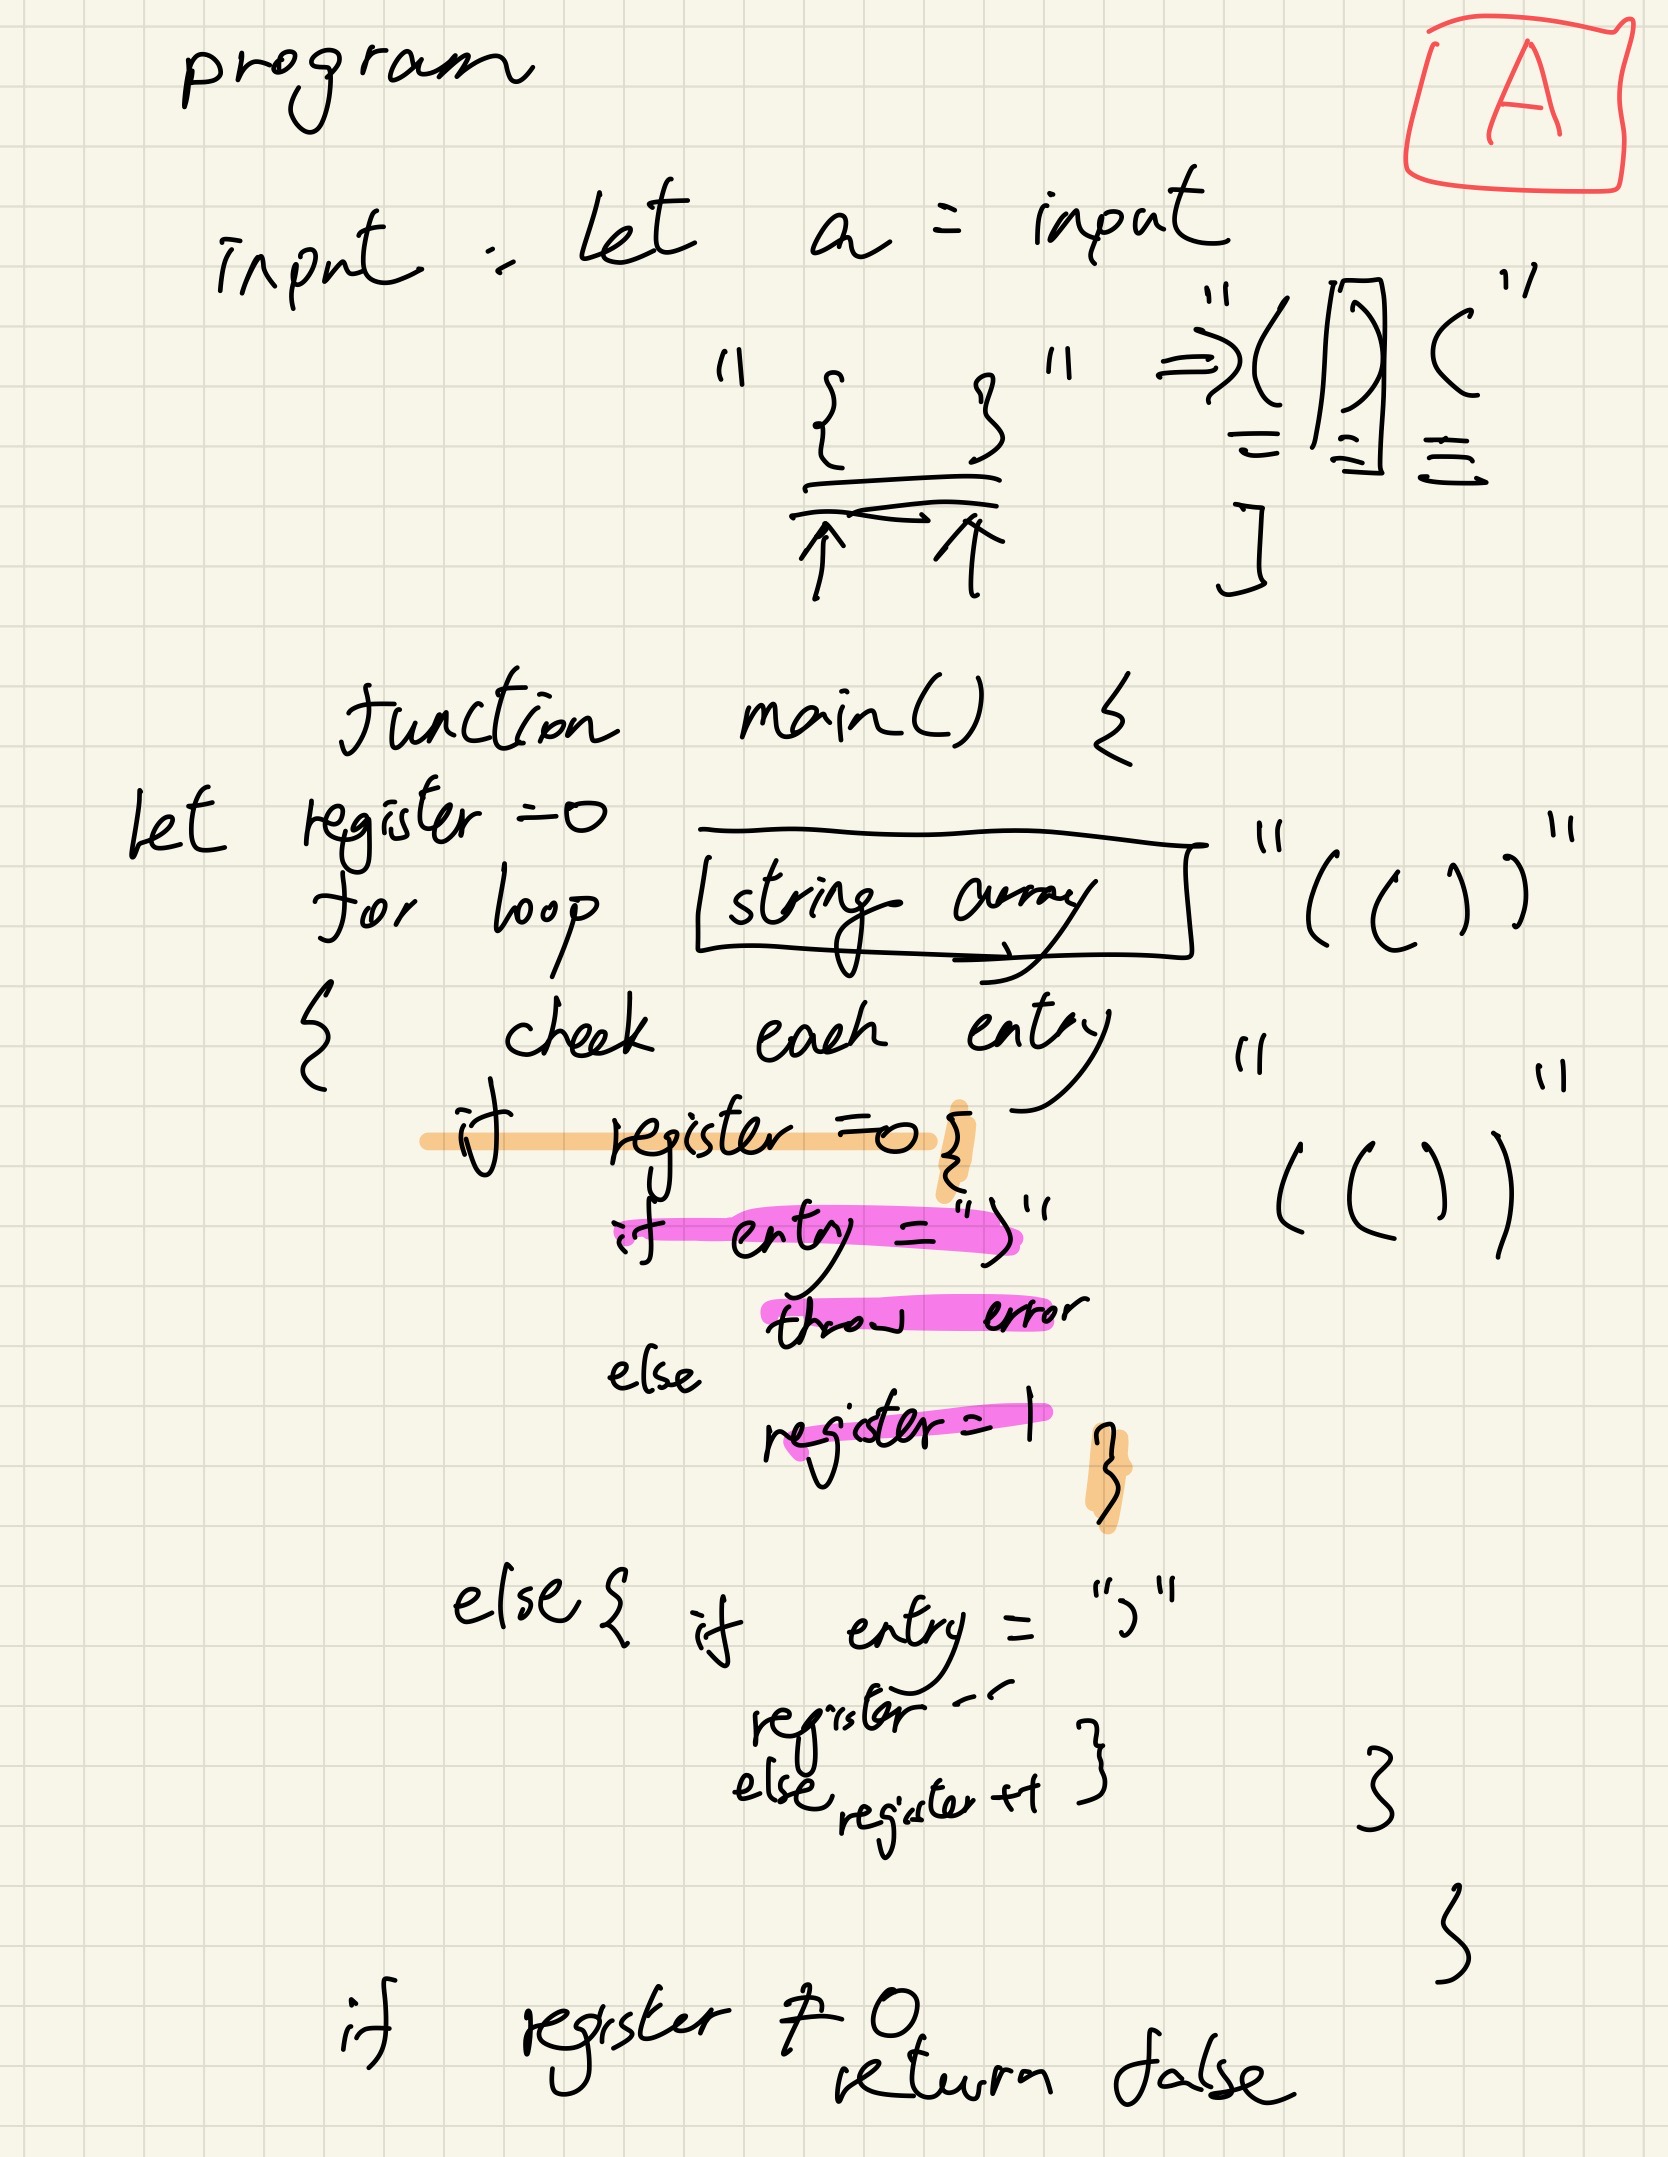 program
A
input : let a = input
"{ }" => "( ) ("
]
function main() {
let register = 0
for loop string array "(())"
{ check each entry
"(())"
if register = 0 {
if entry = ")"
throw error
else
register = 1
}
else { if entry = ")"
register --
else register ++ }
}
}
if register ≠ 0
return false